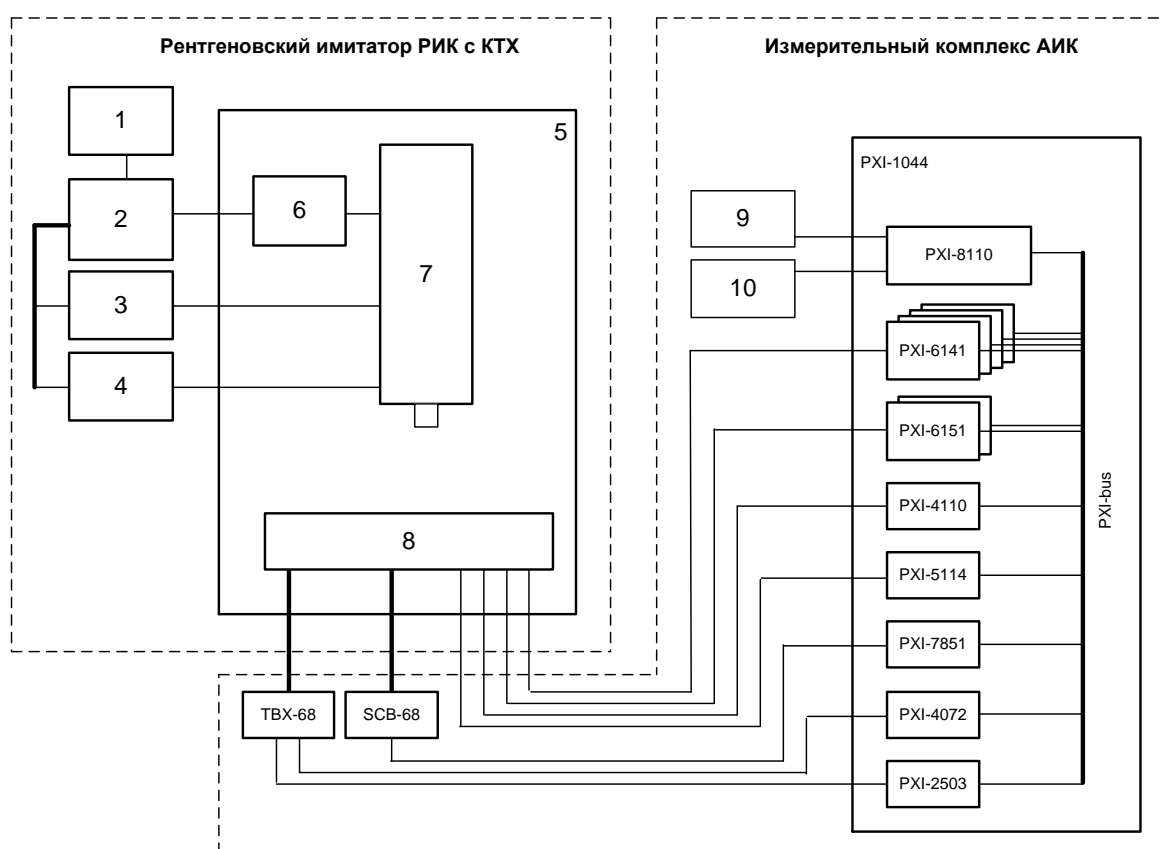 Рентгеновский имитатор РИК с КТХ
1
2
3
4
5
6
7
8
TBX-68
SCB-68
Измерительный комплекс АИК
PXI-1044
9
10
PXI-8110
PXI-6141
PXI-6151
PXI-4110
PXI-5114
PXI-7851
PXI-4072
PXI-2503
PXI-bus